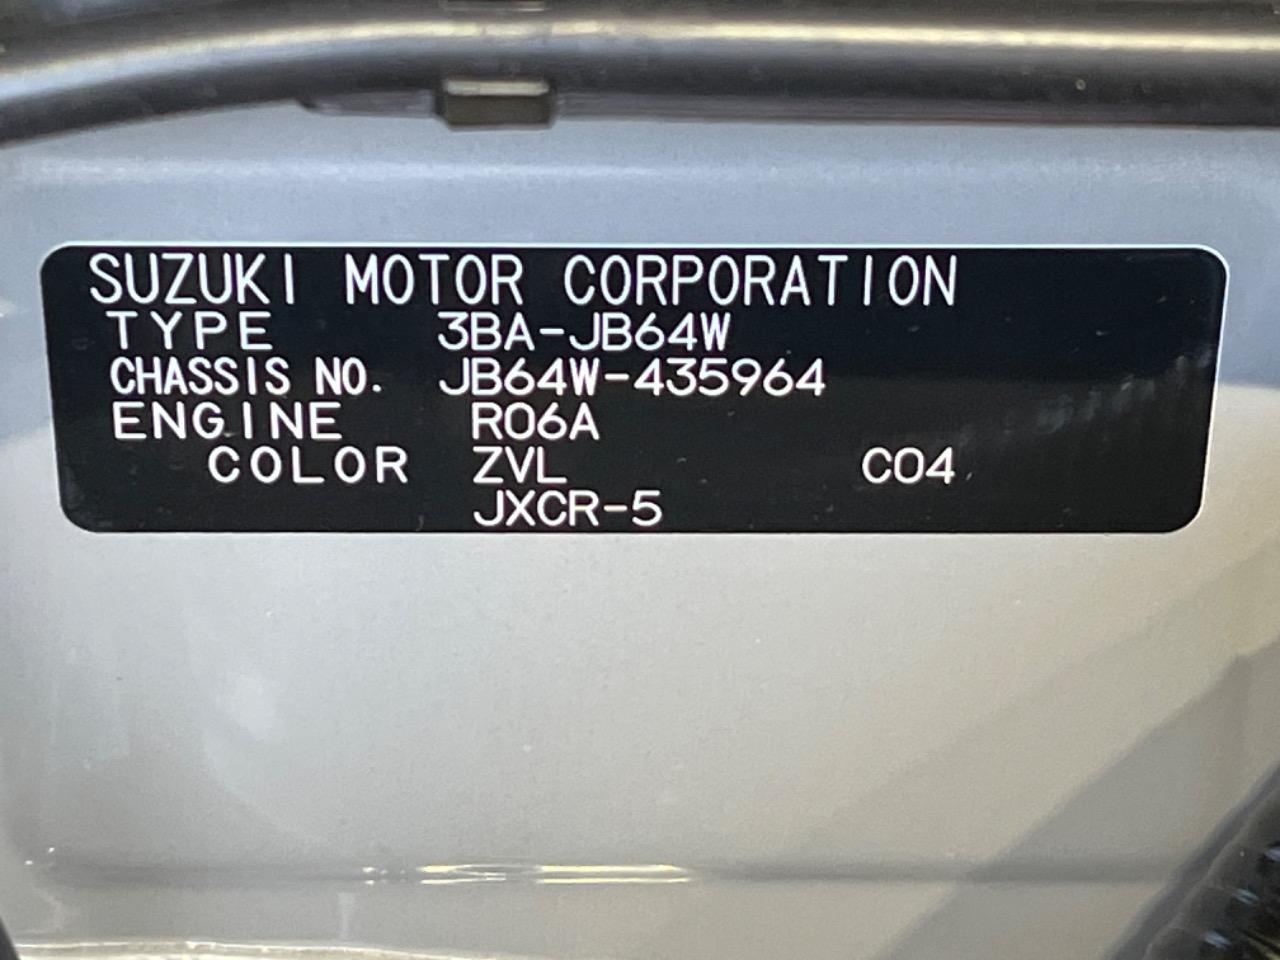 SUZUKI MOTOR CORPORATION
TYPE 3BA-JB64W
CHASSIS NO. JB64W-435964
ENGINE R06A
COLOR ZVL C04
JXCR-5